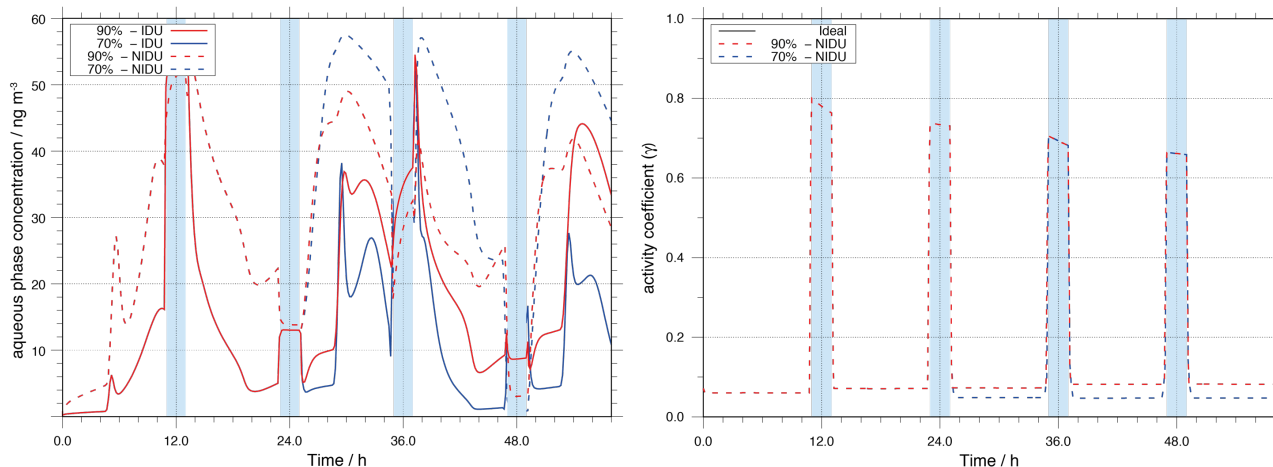 60
50
40
30
20
10
aqueous phase concentration / ng m-3
90% – IDU
70% – IDU
90% – NIDU
70% – NIDU
0.0
12.0
24.0
36.0
48.0
Time / h
1.0
0.8
0.6
0.4
0.2
0.0
activity coefficient (γ)
Ideal
90% – NIDU
70% – NIDU
0.0
12.0
24.0
36.0
48.0
Time / h